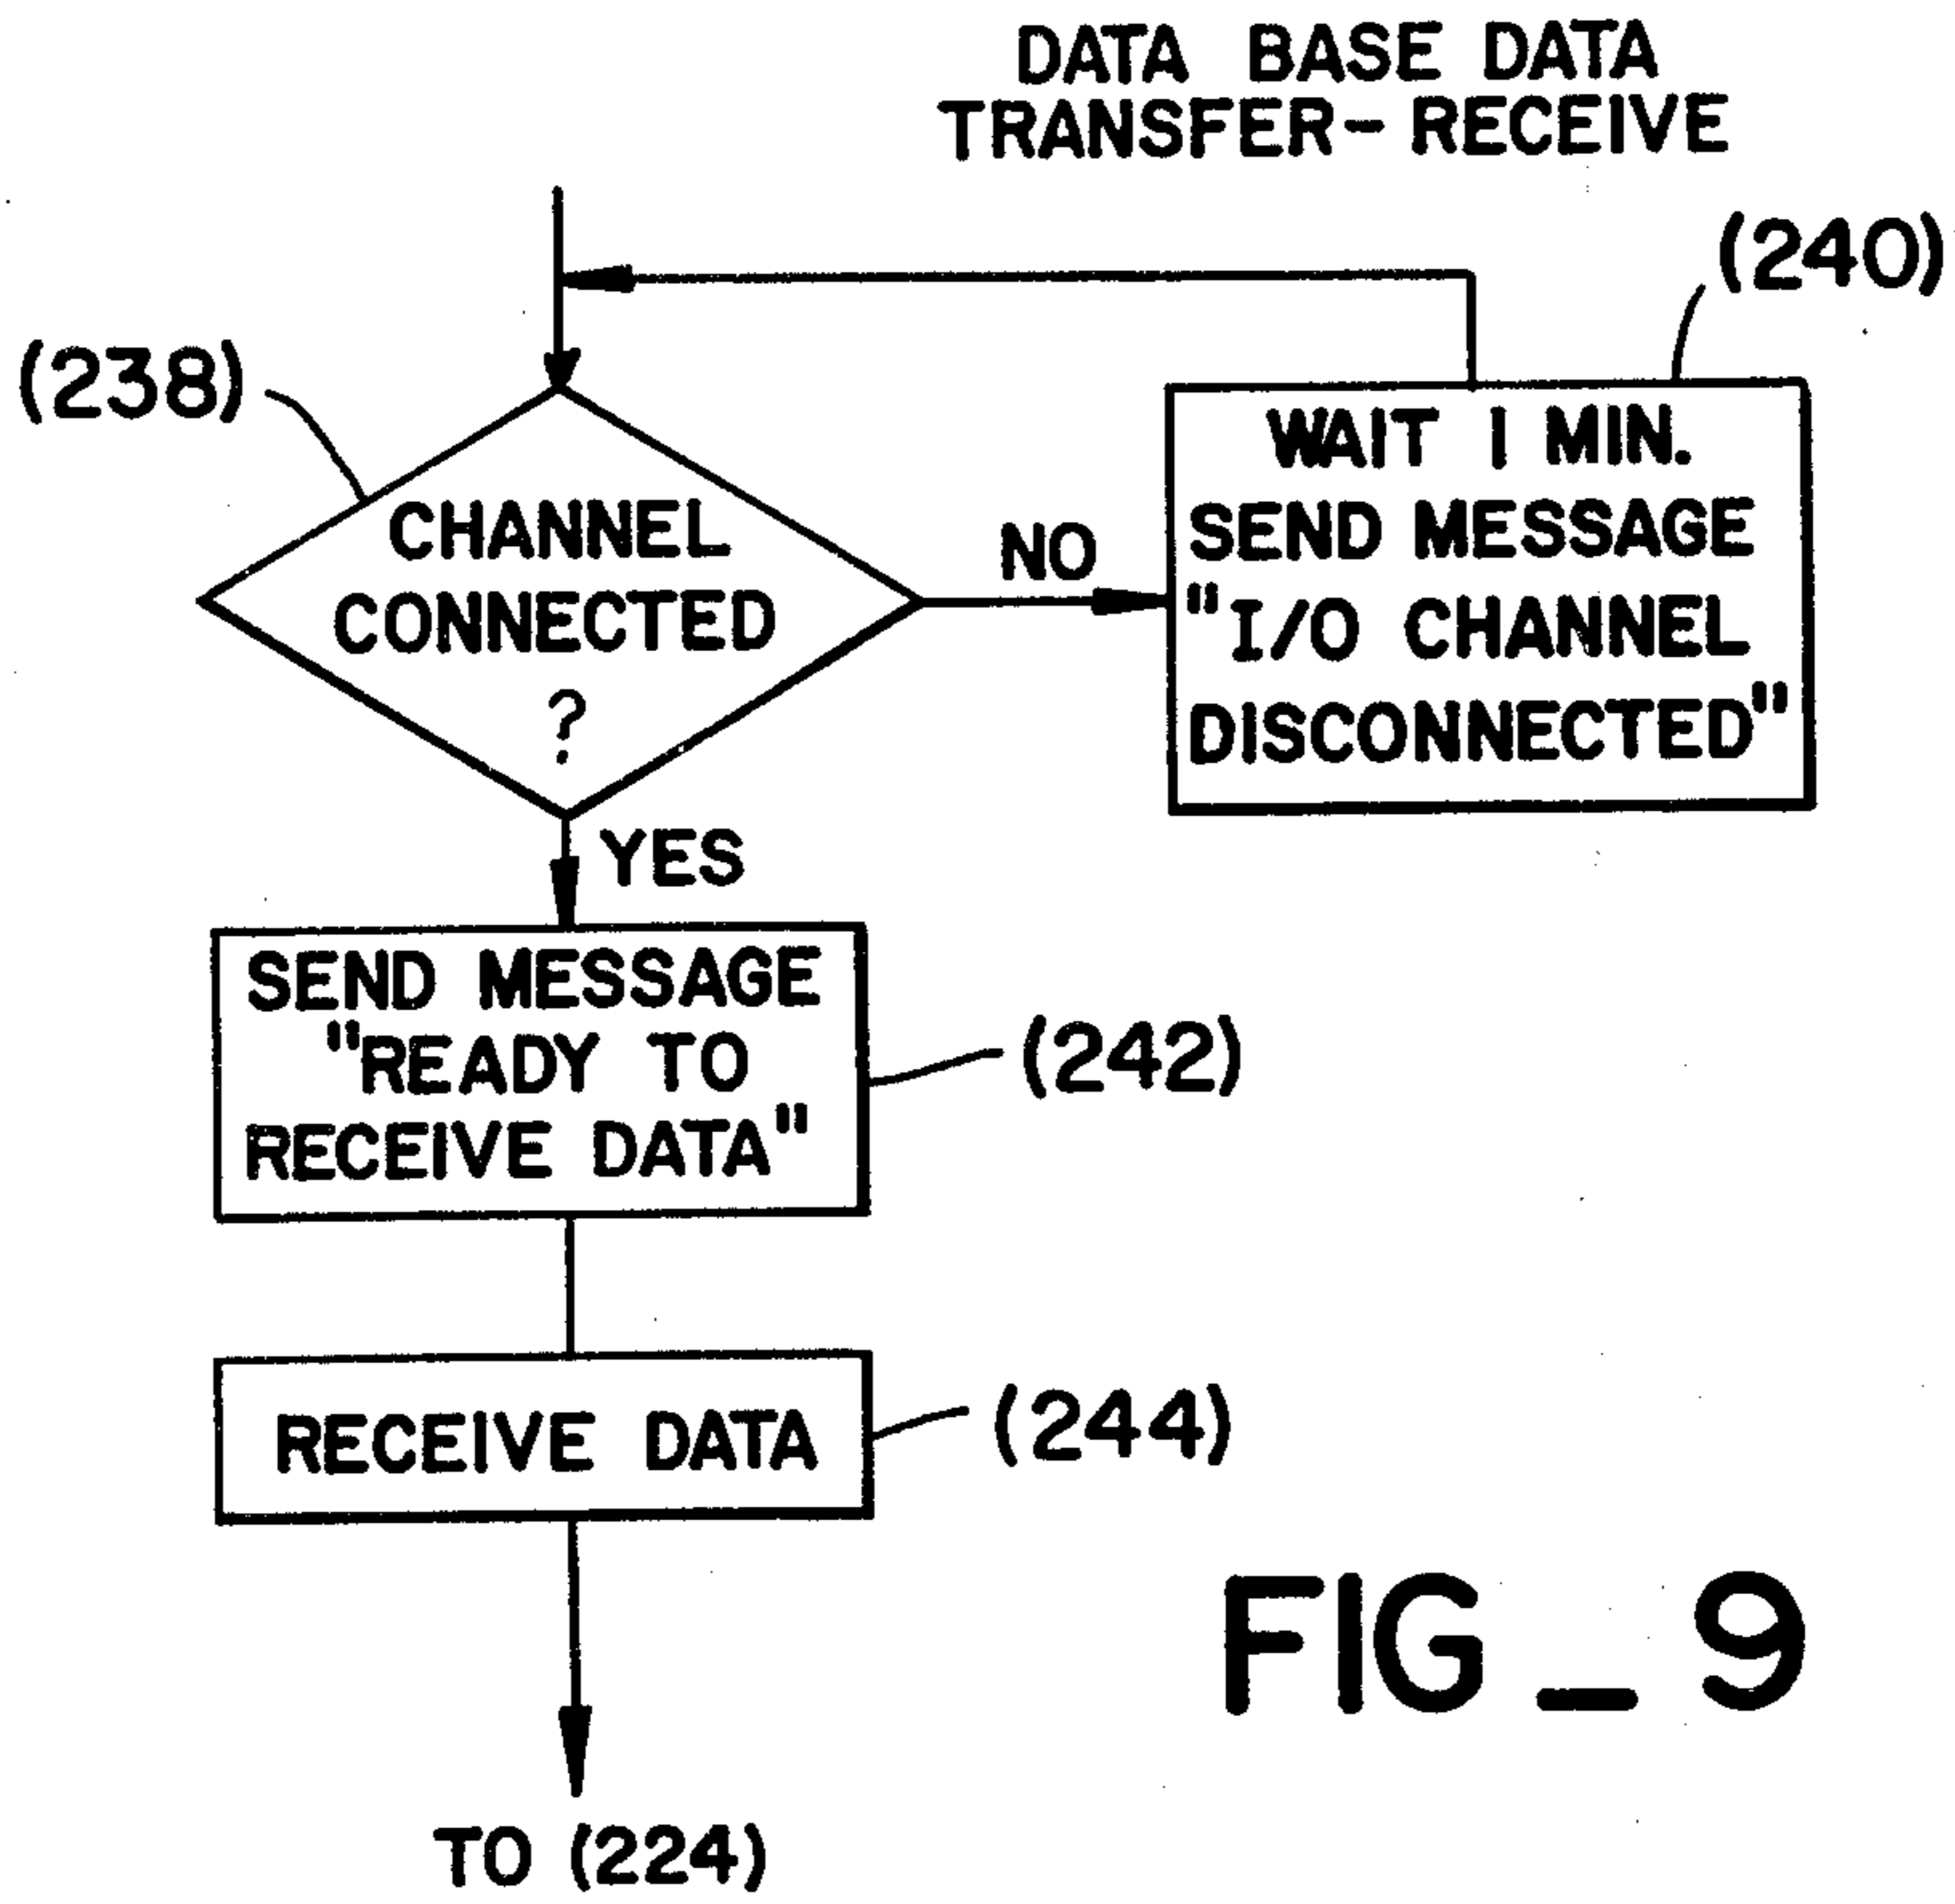 DATA BASE DATA
TRANSFER- RECEIVE
(240)
(238)
WAIT 1 MIN.
SEND MESSAGE
"I/O CHANNEL
DISCONNECTED"
CHANNEL
CONNECTED
?
NO
YES
SEND MESSAGE
"READY TO
RECEIVE DATA"
(242)
RECEIVE DATA
(244)
TO (224)
FIG_9